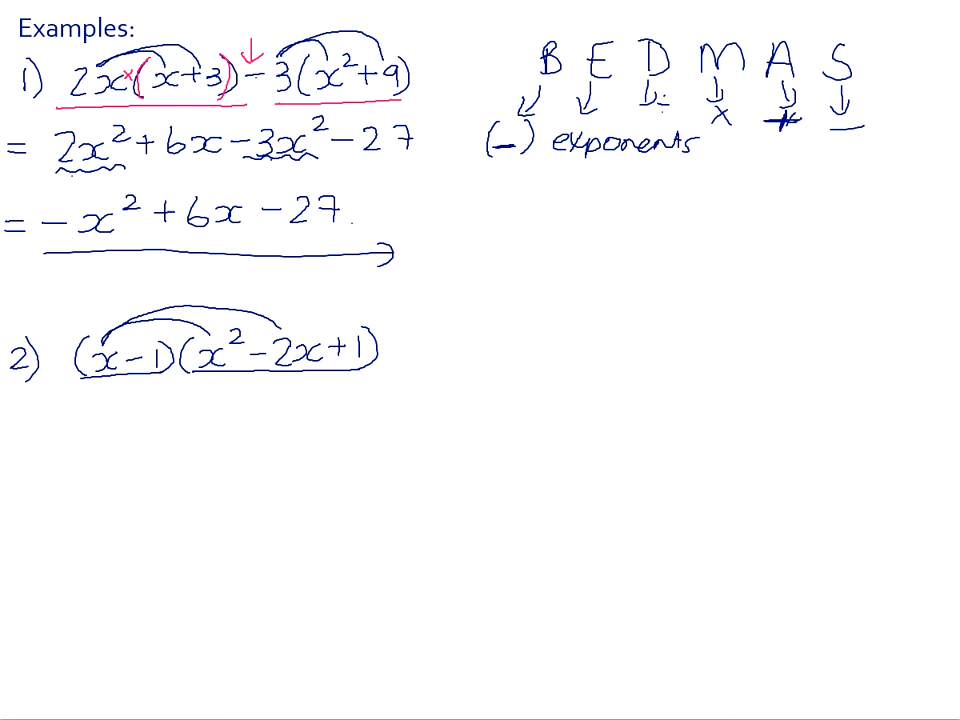 Examples:
1) 2x×(x+3) - 3(x²+9)
= 2x² + 6x - 3x² - 27
= -x² + 6x - 27.
2) (x-1)(x²-2x+1)
B E D M A S
(-) exponents ÷ × + -